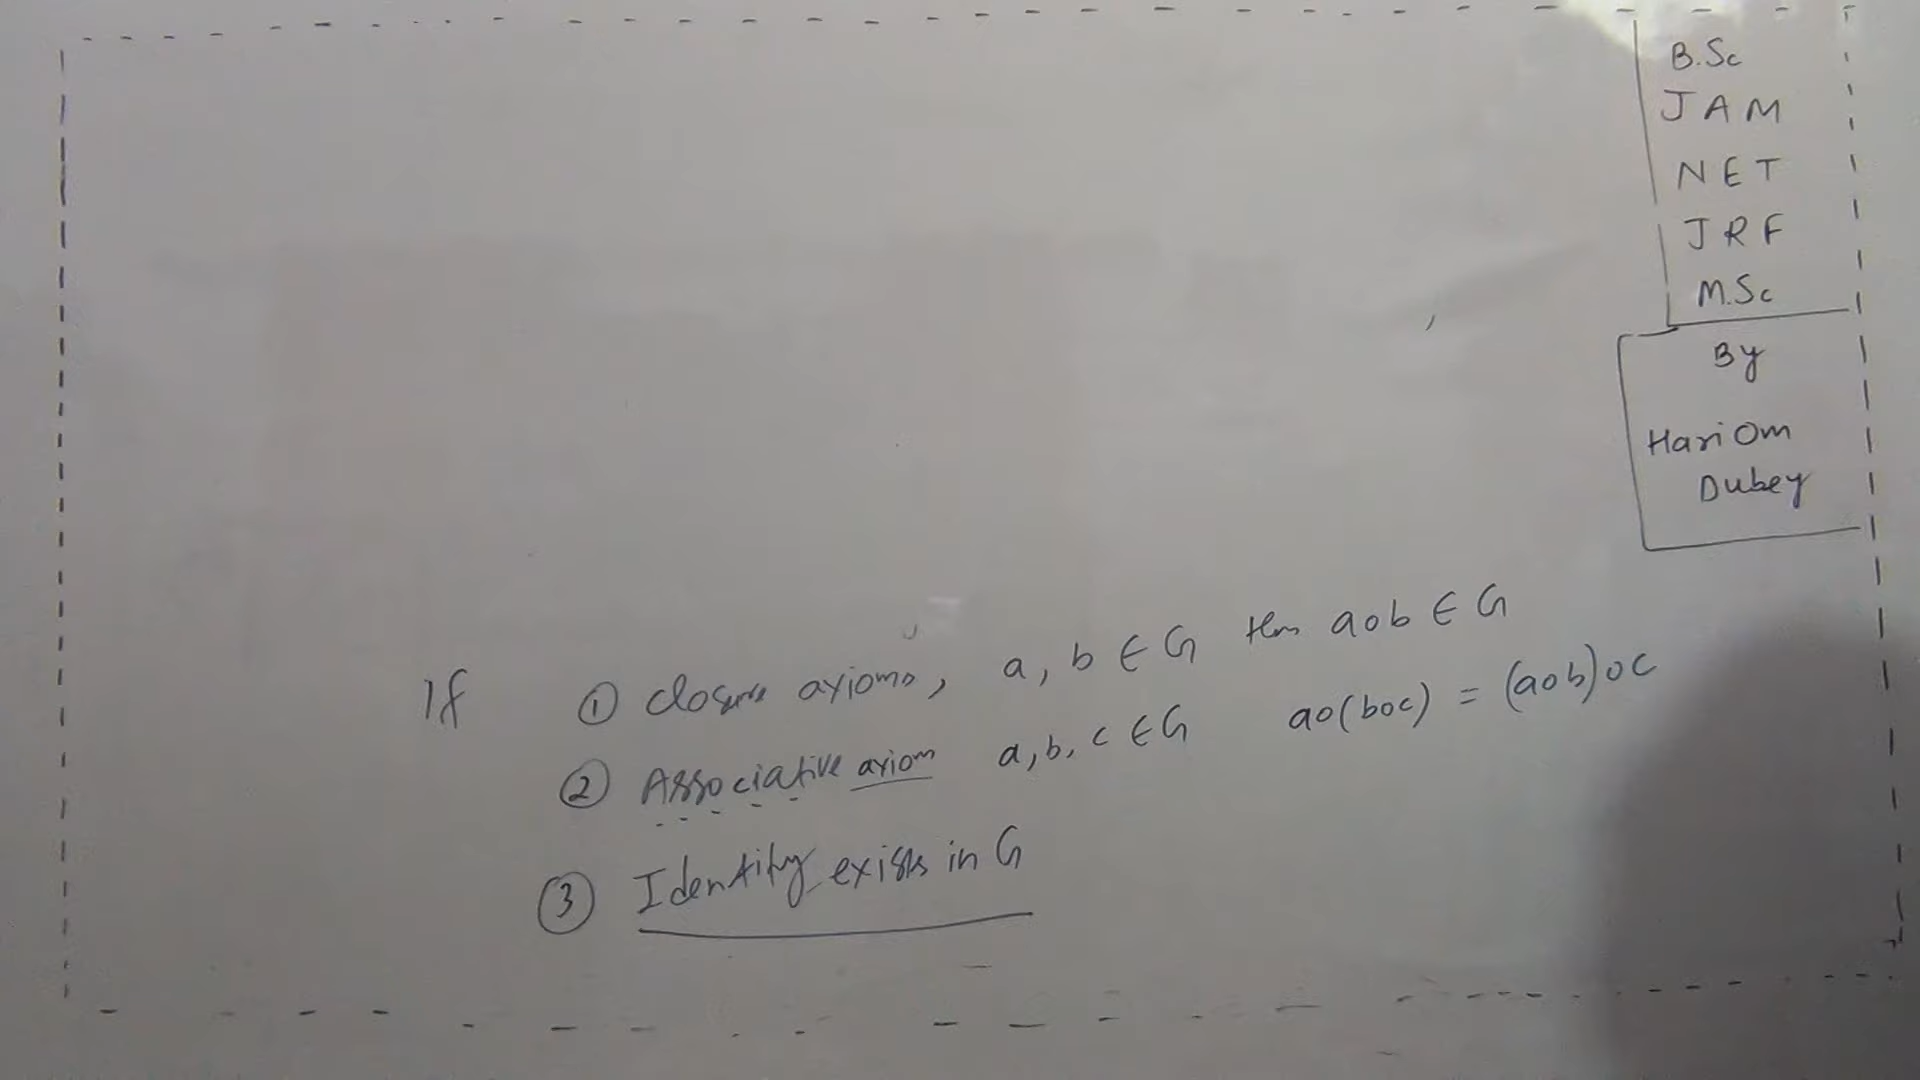 B.Sc
JAM
NET
JRF
M.Sc
By
Hari Om
Dubey
If ① closure axioms, a, b ∈ G then aob ∈ G
② Associative axiom a, b, c ∈ G ao(boc) = (aob)oc
③ Identity exists in G